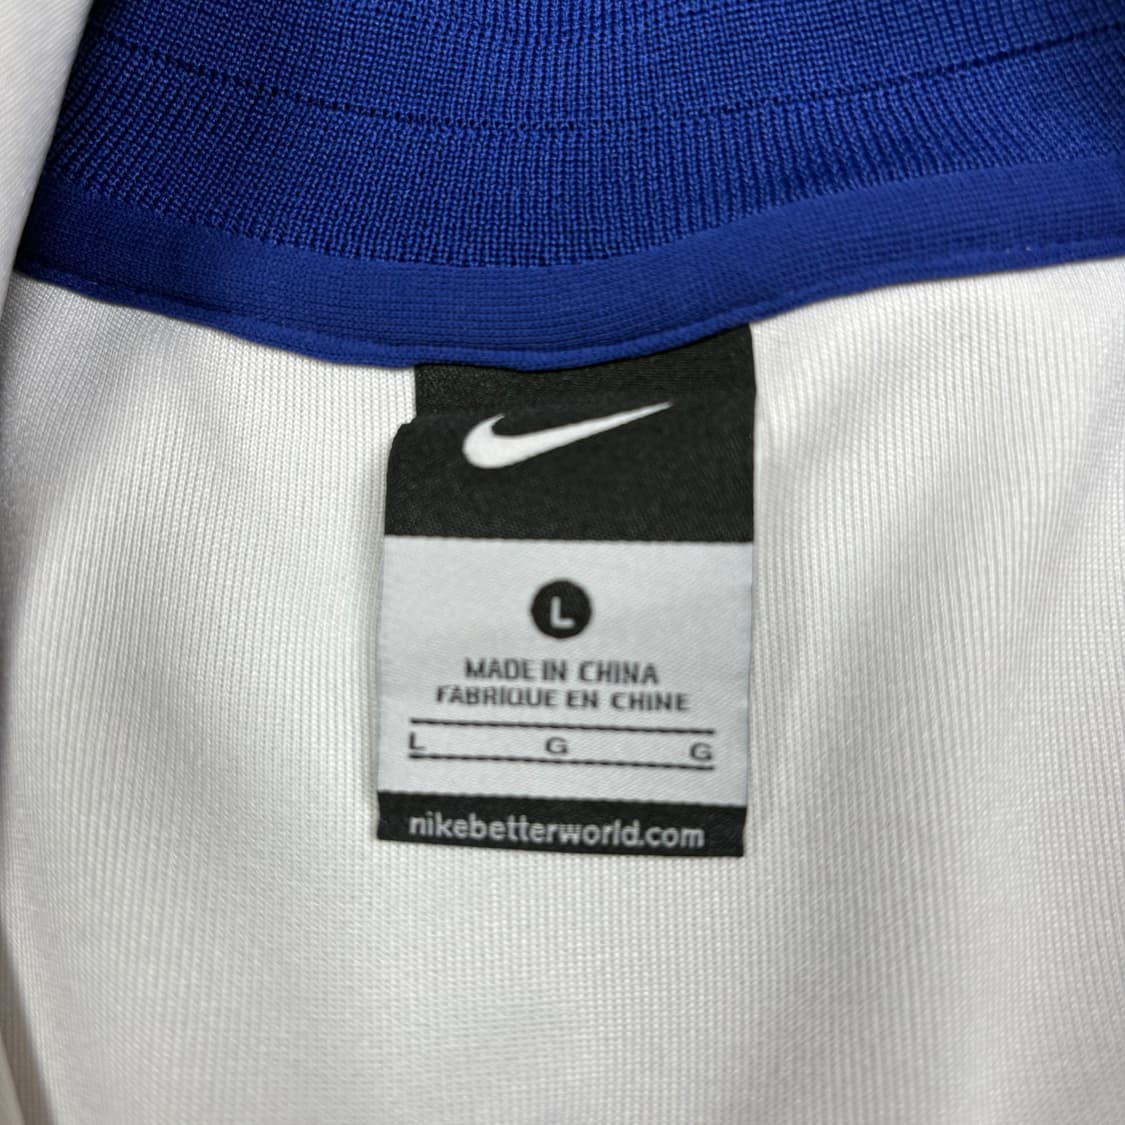 L
MADE IN CHINA
FABRIQUE EN CHINE
L G G
nikebetterworld.com